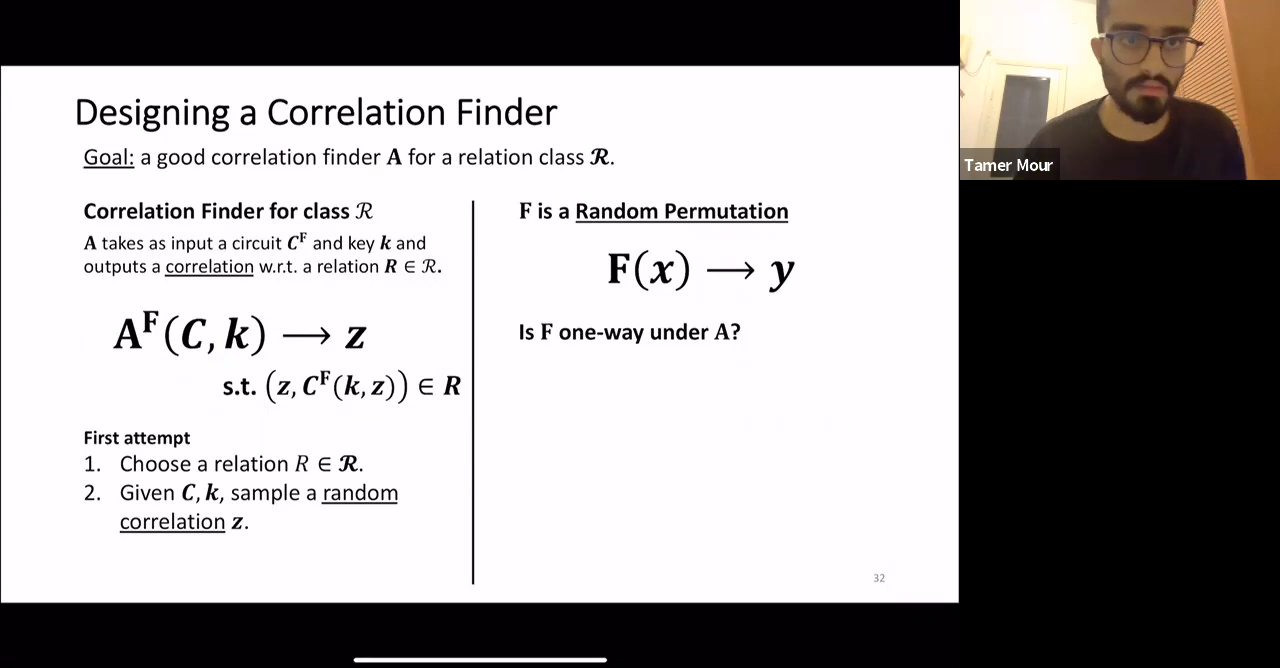 Designing a Correlation Finder
Goal: a good correlation finder A for a relation class ℛ.
Correlation Finder for class ℛ
A takes as input a circuit C^F and key k and
outputs a correlation w.r.t. a relation R ∈ ℛ.
A^F(C, k) ⟶ z
s.t. (z, C^F(k, z)) ∈ R
First attempt
1. Choose a relation R ∈ ℛ.
2. Given C, k, sample a random
correlation z.
F is a Random Permutation
F(x) ⟶ y
Is F one-way under A?
32
Tamer Mour